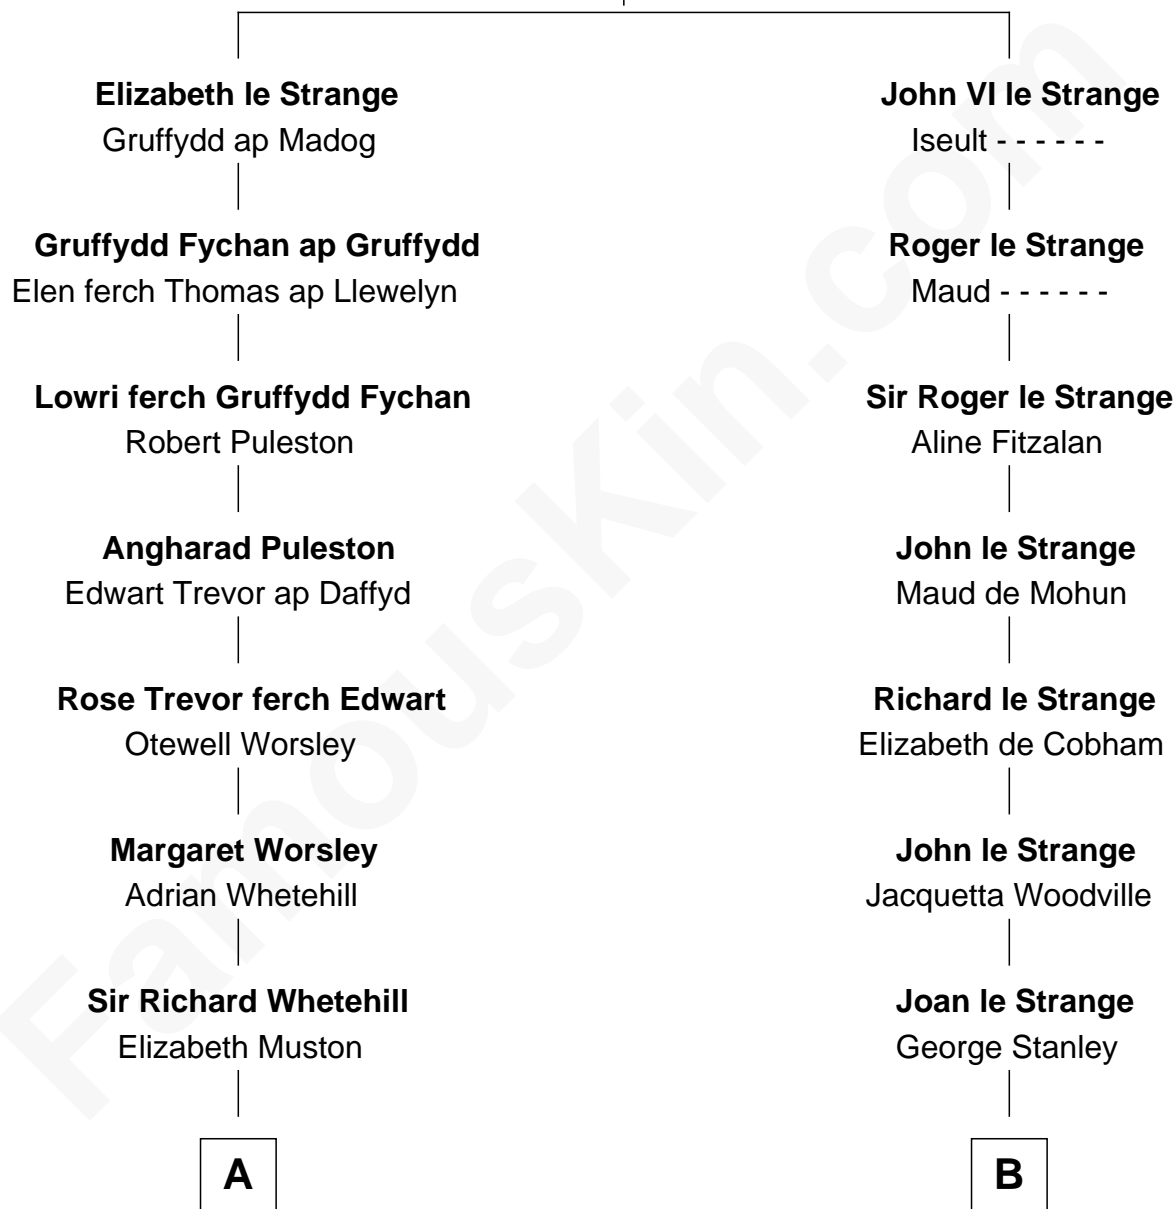 Elizabeth le Strange
Gruffydd ap Madog
Gruffydd Fychan ap Gruffydd
Elen ferch Thomas ap Llewelyn
Lowri ferch Gruffydd Fychan
Robert Puleston
Angharad Puleston
Edwart Trevor ap Daffyd
Rose Trevor ferch Edwart
Otewell Worsley
Margaret Worsley
Adrian Whetehill
Sir Richard Whetehill
Elizabeth Muston
A
John VI le Strange
Iseult - - - - - -
Roger le Strange
Maud - - - - - -
Sir Roger le Strange
Aline Fitzalan
John le Strange
Maud de Mohun
Richard le Strange
Elizabeth de Cobham
John le Strange
Jacquetta Woodville
Joan le Strange
George Stanley
B
FamousKin.com